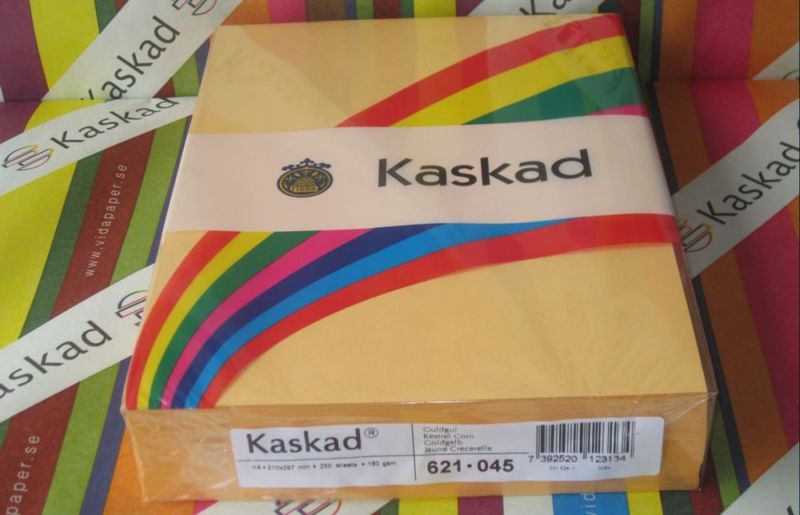 Kaskad
Kaskad
Kaskad
www.vidapaper.se
Kaskad
Kaskad
Kaskad®
A4 • 210x297 mm • 250 sheets • 160 gsm
Guldgul
Kestrel Corn
Goldgelb
Jaune Crecerelle
621•045
7 392520 123134